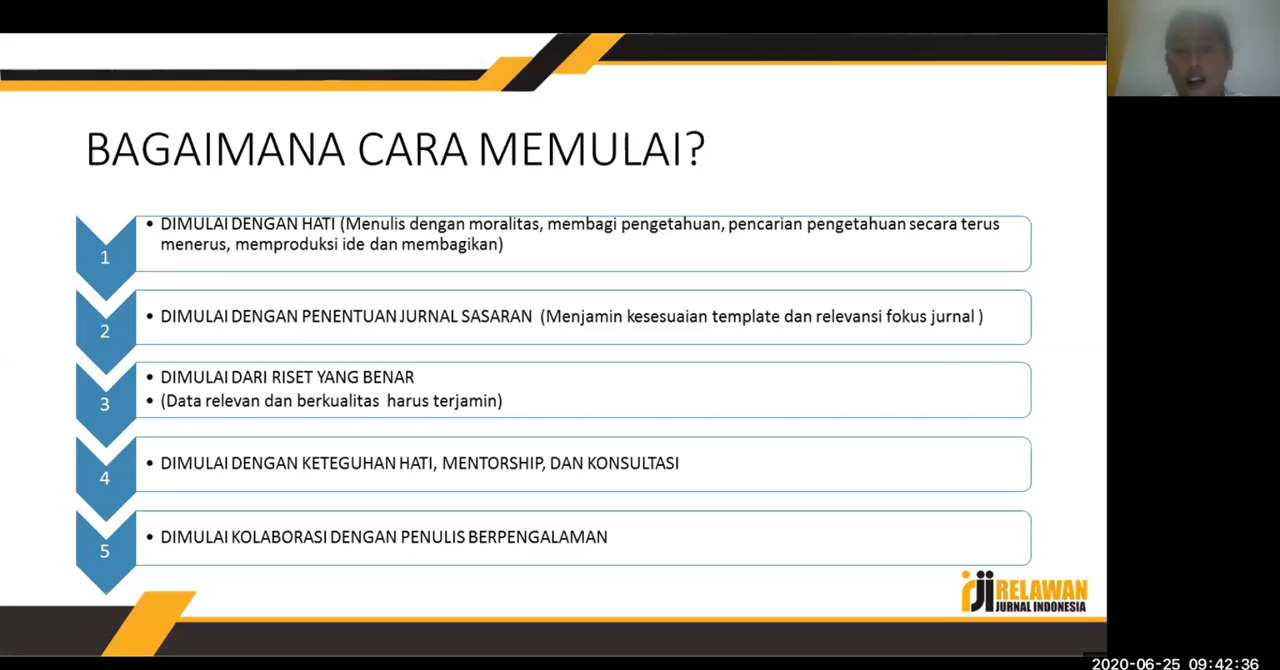 BAGAIMANA CARA MEMULAI?
1
• DIMULAI DENGAN HATI (Menulis dengan moralitas, membagi pengetahuan, pencarian pengetahuan secara terus
menerus, memproduksi ide dan membagikan)
2
• DIMULAI DENGAN PENENTUAN JURNAL SASARAN (Menjamin kesesuaian template dan relevansi fokus jurnal )
3
• DIMULAI DARI RISET YANG BENAR
• (Data relevan dan berkualitas harus terjamin)
4
• DIMULAI DENGAN KETEGUHAN HATI, MENTORSHIP, DAN KONSULTASI
5
• DIMULAI KOLABORASI DENGAN PENULIS BERPENGALAMAN
rji RELAWAN
JURNAL INDONESIA
2020-06-25 09:42:36